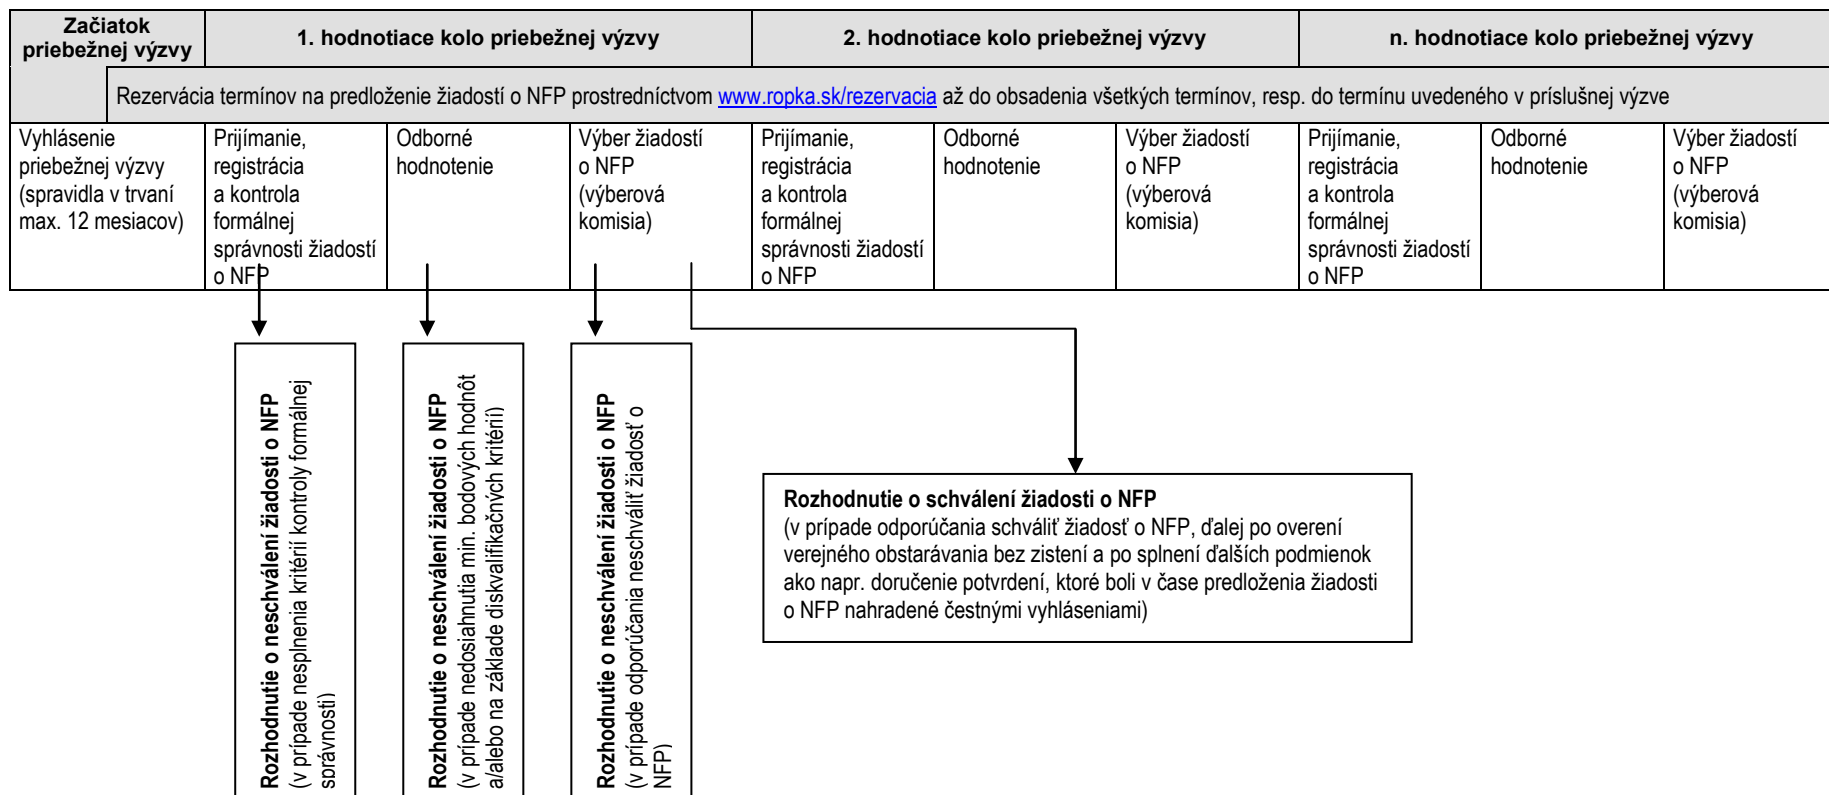 Začiatok
priebežnej výzvy
1. hodnotiace kolo priebežnej výzvy
2. hodnotiace kolo priebežnej výzvy
n. hodnotiace kolo priebežnej výzvy
Rezervácia termínov na predloženie žiadostí o NFP prostredníctvom www.ropka.sk/rezervacia až do obsadenia všetkých termínov, resp. do termínu uvedeného v príslušnej výzve
Vyhlásenie
priebežnej výzvy
(spravidla v trvaní
max. 12 mesiacov)
Prijímanie,
registrácia
a kontrola
formálnej
správnosti žiadostí
o NFP
Odborné
hodnotenie
Výber žiadostí
o NFP
(výberová
komisia)
Prijímanie,
registrácia
a kontrola
formálnej
správnosti žiadostí
o NFP
Odborné
hodnotenie
Výber žiadostí
o NFP
(výberová
komisia)
Prijímanie,
registrácia
a kontrola
formálnej
správnosti žiadostí
o NFP
Odborné
hodnotenie
Výber žiadostí
o NFP
(výberová
komisia)
Rozhodnutie o neschválení žiadosti o NFP
(v prípade nesplnenia kritérií kontroly formálnej
správnosti)
Rozhodnutie o neschválení žiadosti o NFP
(v prípade nedosiahnutia min. bodových hodnôt
a/alebo na základe diskvalifikačných kritérií)
Rozhodnutie o neschválení žiadosti o NFP
(v prípade odporúčania neschváliť žiadosť o
NFP)
Rozhodnutie o schválení žiadosti o NFP
(v prípade odporúčania schváliť žiadosť o NFP, ďalej po overení
verejného obstarávania bez zistení a po splnení ďalších podmienok
ako napr. doručenie potvrdení, ktoré boli v čase predloženia žiadosti
o NFP nahradené čestnými vyhláseniami)